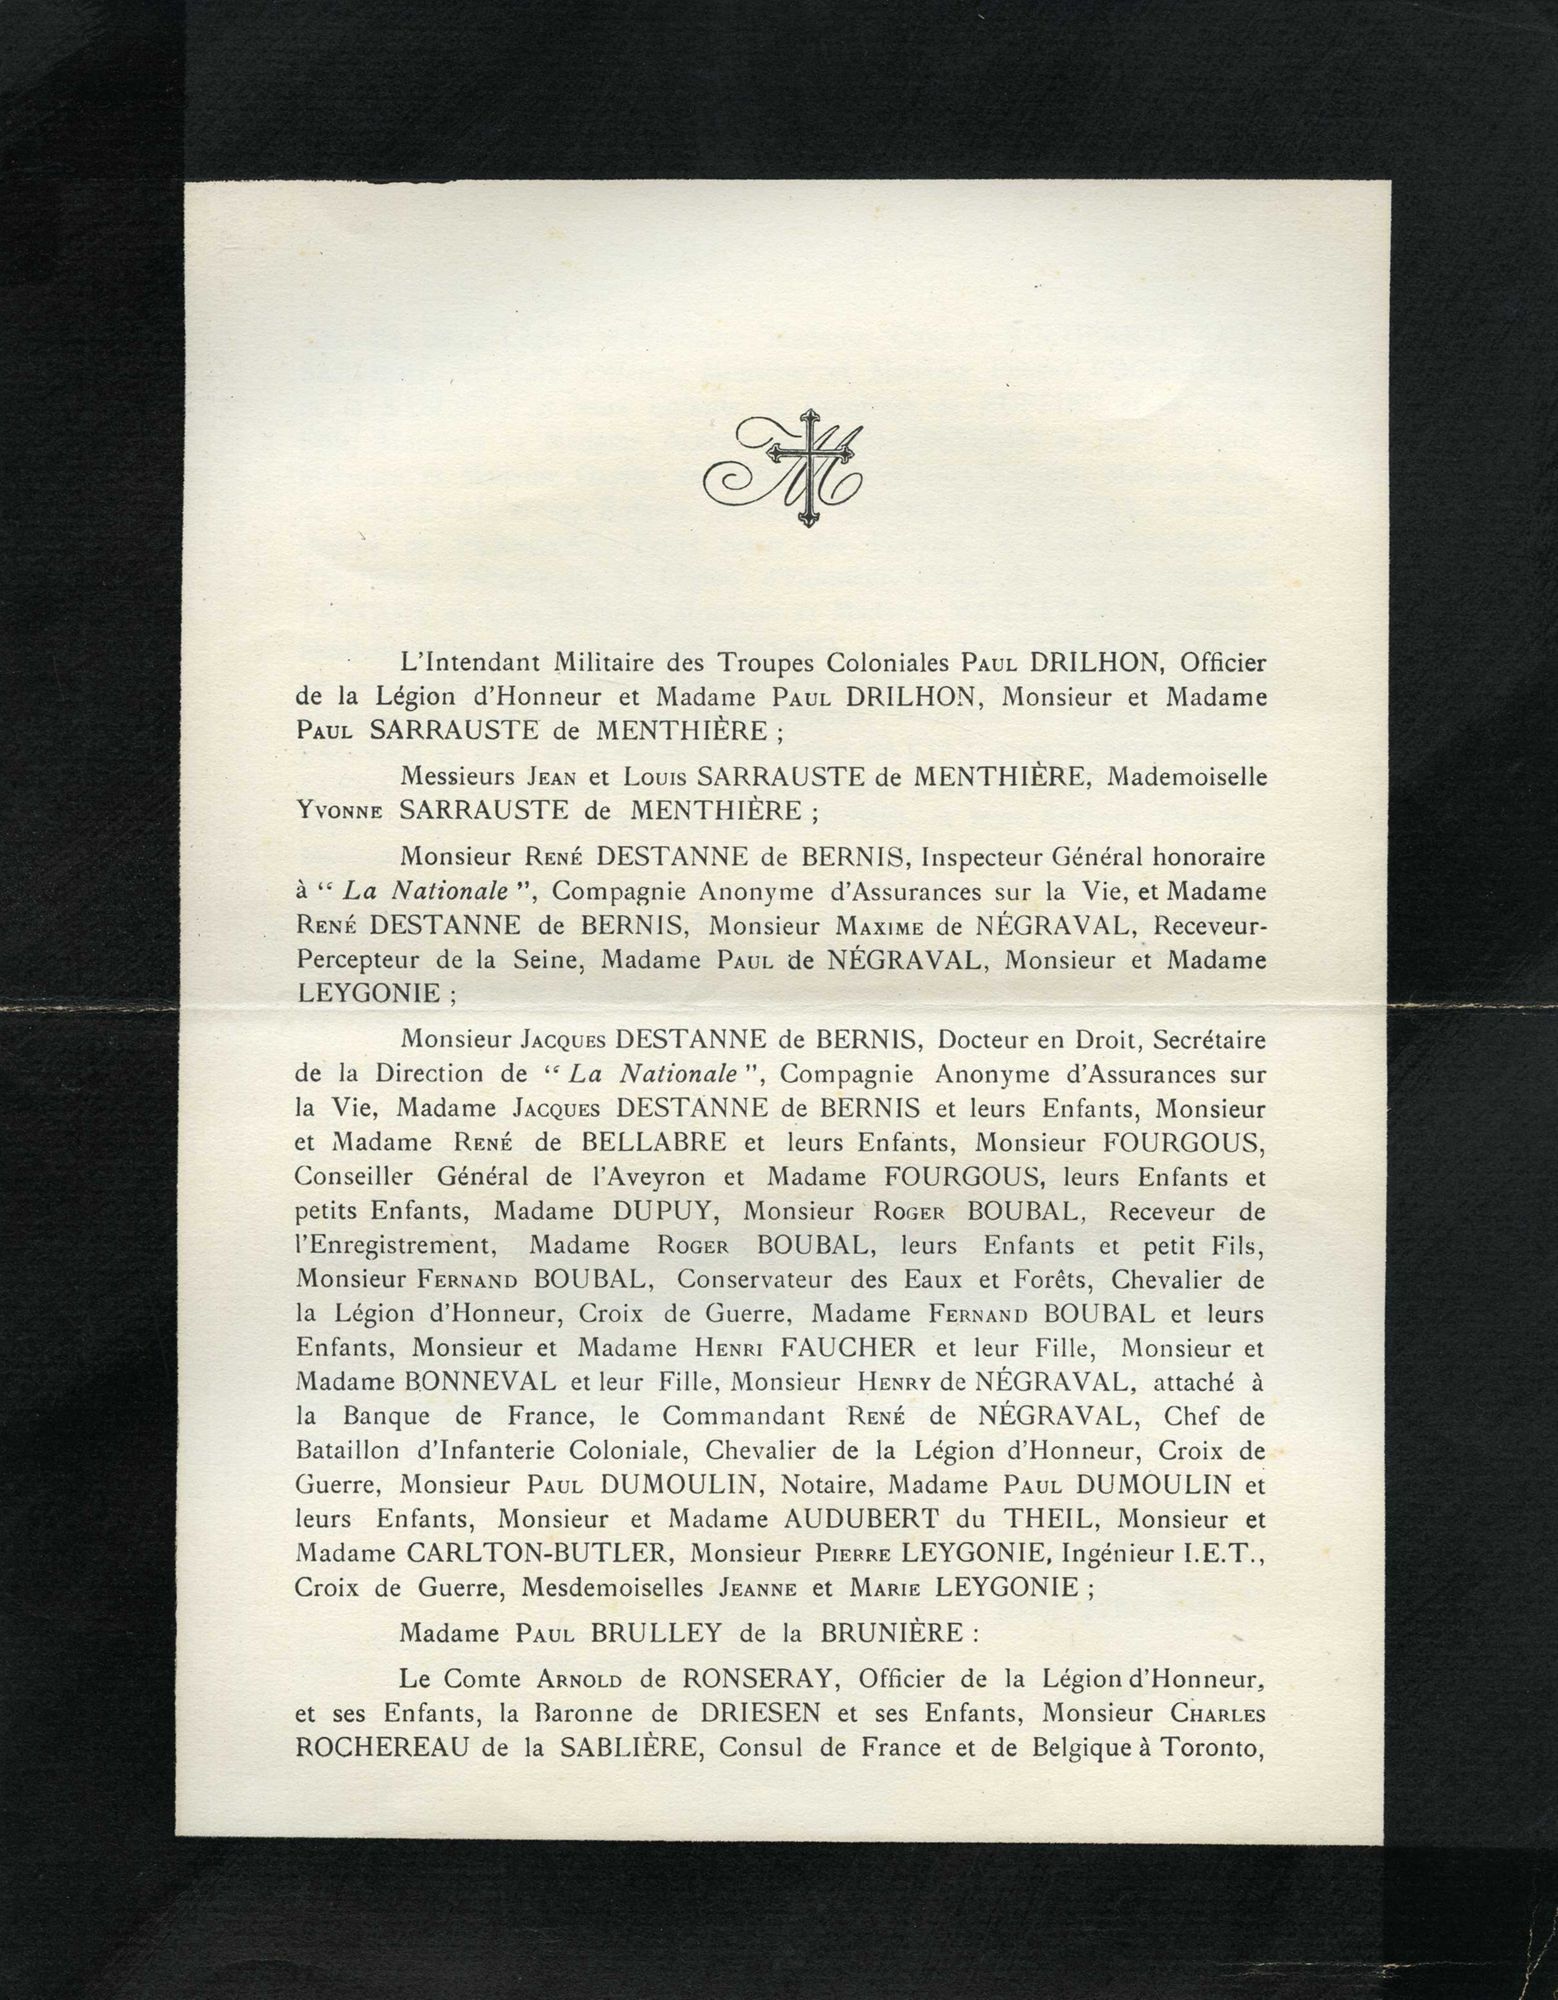 M
L'Intendant Militaire des Troupes Coloniales PAUL DRILHON, Officier
de la Légion d'Honneur et Madame PAUL DRILHON, Monsieur et Madame
PAUL SARRAUSTE de MENTHIÈRE ;
Messieurs JEAN et LOUIS SARRAUSTE de MENTHIÈRE, Mademoiselle
YVONNE SARRAUSTE de MENTHIÈRE ;
Monsieur RENÉ DESTANNE de BERNIS, Inspecteur Général honoraire
à “ La Nationale ”, Compagnie Anonyme d'Assurances sur la Vie, et Madame
RENÉ DESTANNE de BERNIS, Monsieur MAXIME de NÉGRAVAL, Receveur-
Percepteur de la Seine, Madame PAUL de NÉGRAVAL, Monsieur et Madame
LEYGONIE ;
Monsieur JACQUES DESTANNE de BERNIS, Docteur en Droit, Secrétaire
de la Direction de “ La Nationale ”, Compagnie Anonyme d'Assurances sur
la Vie, Madame JACQUES DESTANNE de BERNIS et leurs Enfants, Monsieur
et Madame RENÉ de BELLABRE et leurs Enfants, Monsieur FOURGOUS,
Conseiller Général de l'Aveyron et Madame FOURGOUS, leurs Enfants et
petits Enfants, Madame DUPUY, Monsieur ROGER BOUBAL, Receveur de
l'Enregistrement, Madame ROGER BOUBAL, leurs Enfants et petit Fils,
Monsieur FERNAND BOUBAL, Conservateur des Eaux et Forêts, Chevalier de
la Légion d'Honneur, Croix de Guerre, Madame FERNAND BOUBAL et leurs
Enfants, Monsieur et Madame HENRI FAUCHER et leur Fille, Monsieur et
Madame BONNEVAL et leur Fille, Monsieur HENRY de NÉGRAVAL, attaché à
la Banque de France, le Commandant RENÉ de NÉGRAVAL, Chef de
Bataillon d'Infanterie Coloniale, Chevalier de la Légion d'Honneur, Croix de
Guerre, Monsieur PAUL DUMOULIN, Notaire, Madame PAUL DUMOULIN et
leurs Enfants, Monsieur et Madame AUDUBERT du THEIL, Monsieur et
Madame CARLTON-BUTLER, Monsieur PIERRE LEYGONIE, Ingénieur I.E.T.,
Croix de Guerre, Mesdemoiselles JEANNE et MARIE LEYGONIE ;
Madame PAUL BRULLEY de la BRUNIÈRE :
Le Comte ARNOLD de RONSERAY, Officier de la Légion d'Honneur,
et ses Enfants, la Baronne de DRIESEN et ses Enfants, Monsieur CHARLES
ROCHEREAU de la SABLIÈRE, Consul de France et de Belgique à Toronto,